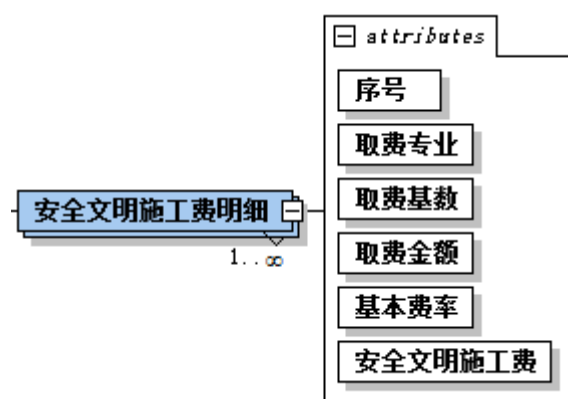 attributes
序号
取费专业
取费基数
安全文明施工费明细
取费金额
1..∞
基本费率
安全文明施工费